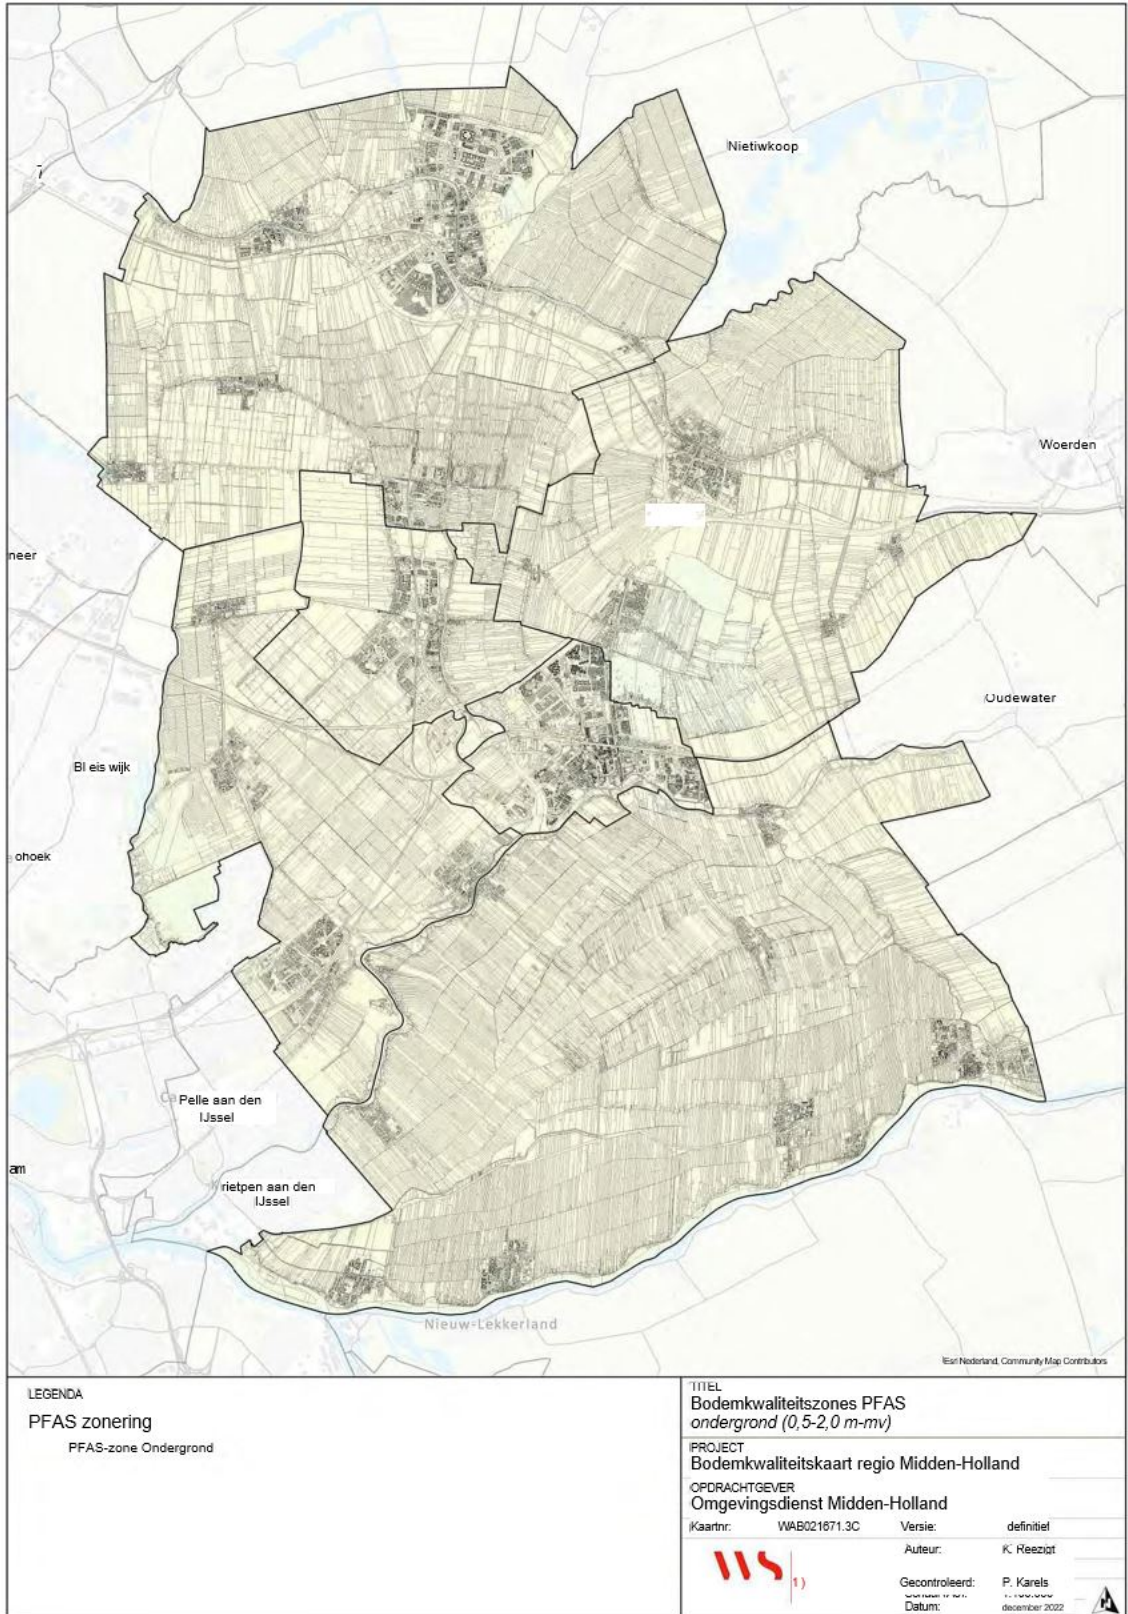 Nietiwkoop
Woerden
neer
Oudewater
Bl eis wijk
ohoek
Pelle aan den
IJssel
am
rietpen aan den
IJssel
Nieuw-Lekkerland
Esri Nederland, Community Map Contributors
LEGENDA
PFAS zonering
PFAS-zone Ondergrond
TITEL
Bodemkwaliteitszones PFAS
ondergrond (0,5-2,0 m-mv)
PROJECT
Bodemkwaliteitskaart regio Midden-Holland
OPDRACHTGEVER
Omgevingsdienst Midden-Holland
Kaartnr: WAB021671.3C Versie: definitief
Auteur: K. Reezigt
Gecontroleerd: P. Karels
Datum: december 2022